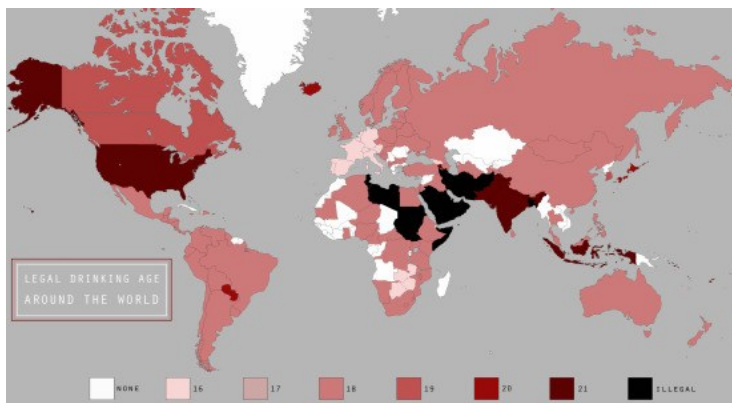 LEGAL DRINKING AGE
AROUND THE WORLD
NONE 16 17 18 19 20 21 ILLEGAL